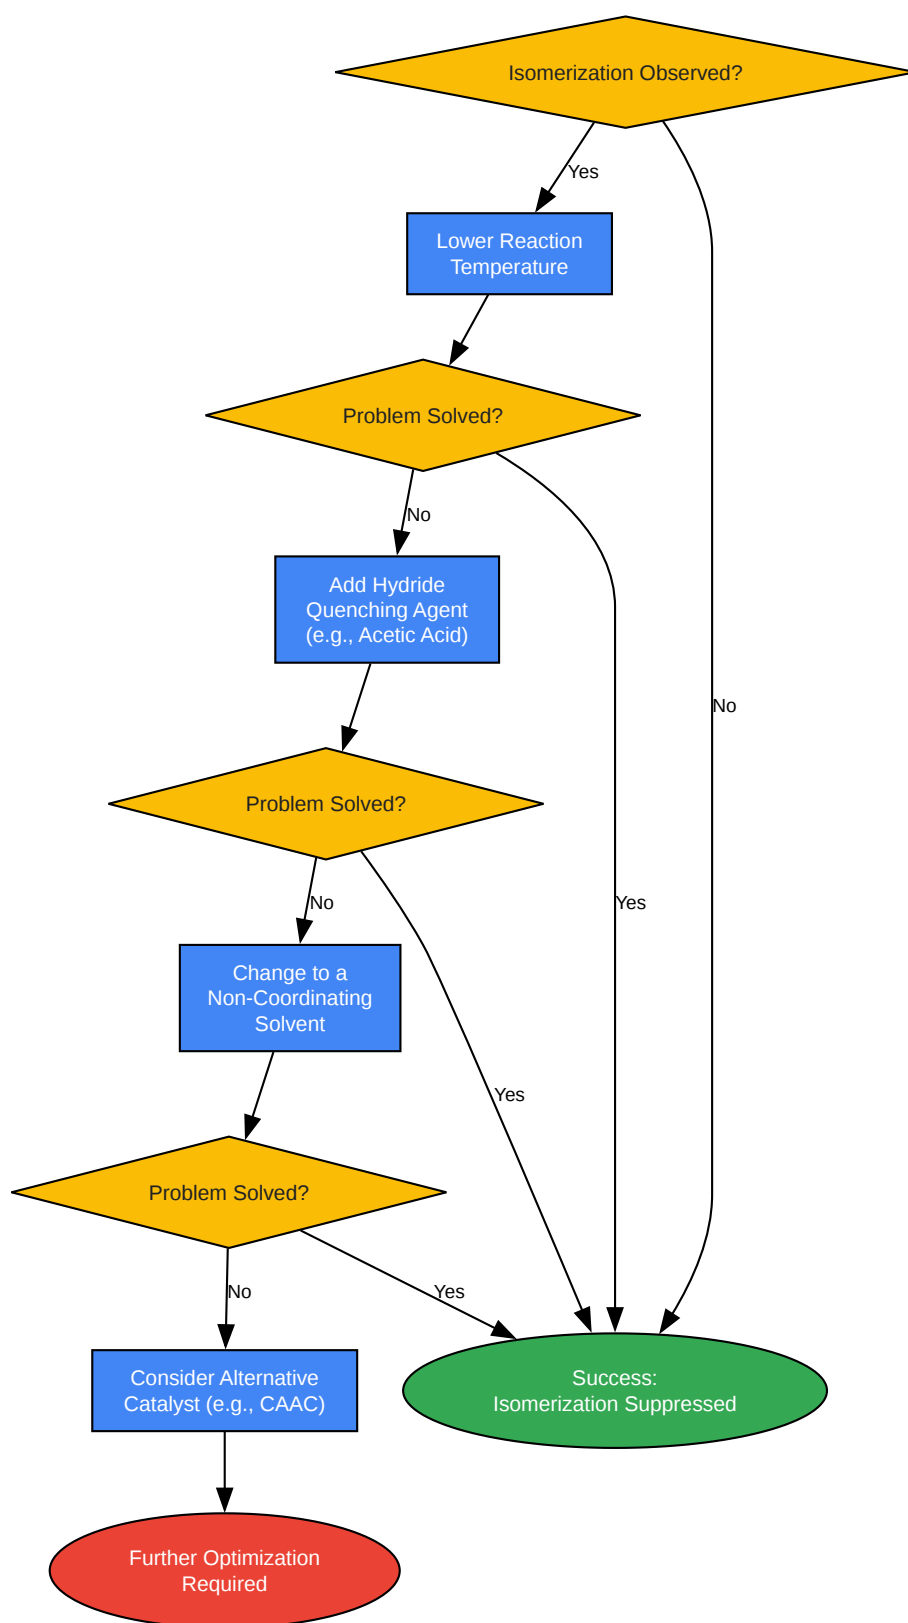 Isomerization Observed?
Yes
Lower Reaction
Temperature
Problem Solved?
No
Add Hydride
Quenching Agent
(e.g., Acetic Acid)
No
Problem Solved?
No
Yes
Change to a
Non-Coordinating
Solvent
Yes
Problem Solved?
No
Yes
Consider Alternative
Catalyst (e.g., CAAC)
Success:
Isomerization Suppressed
Further Optimization
Required